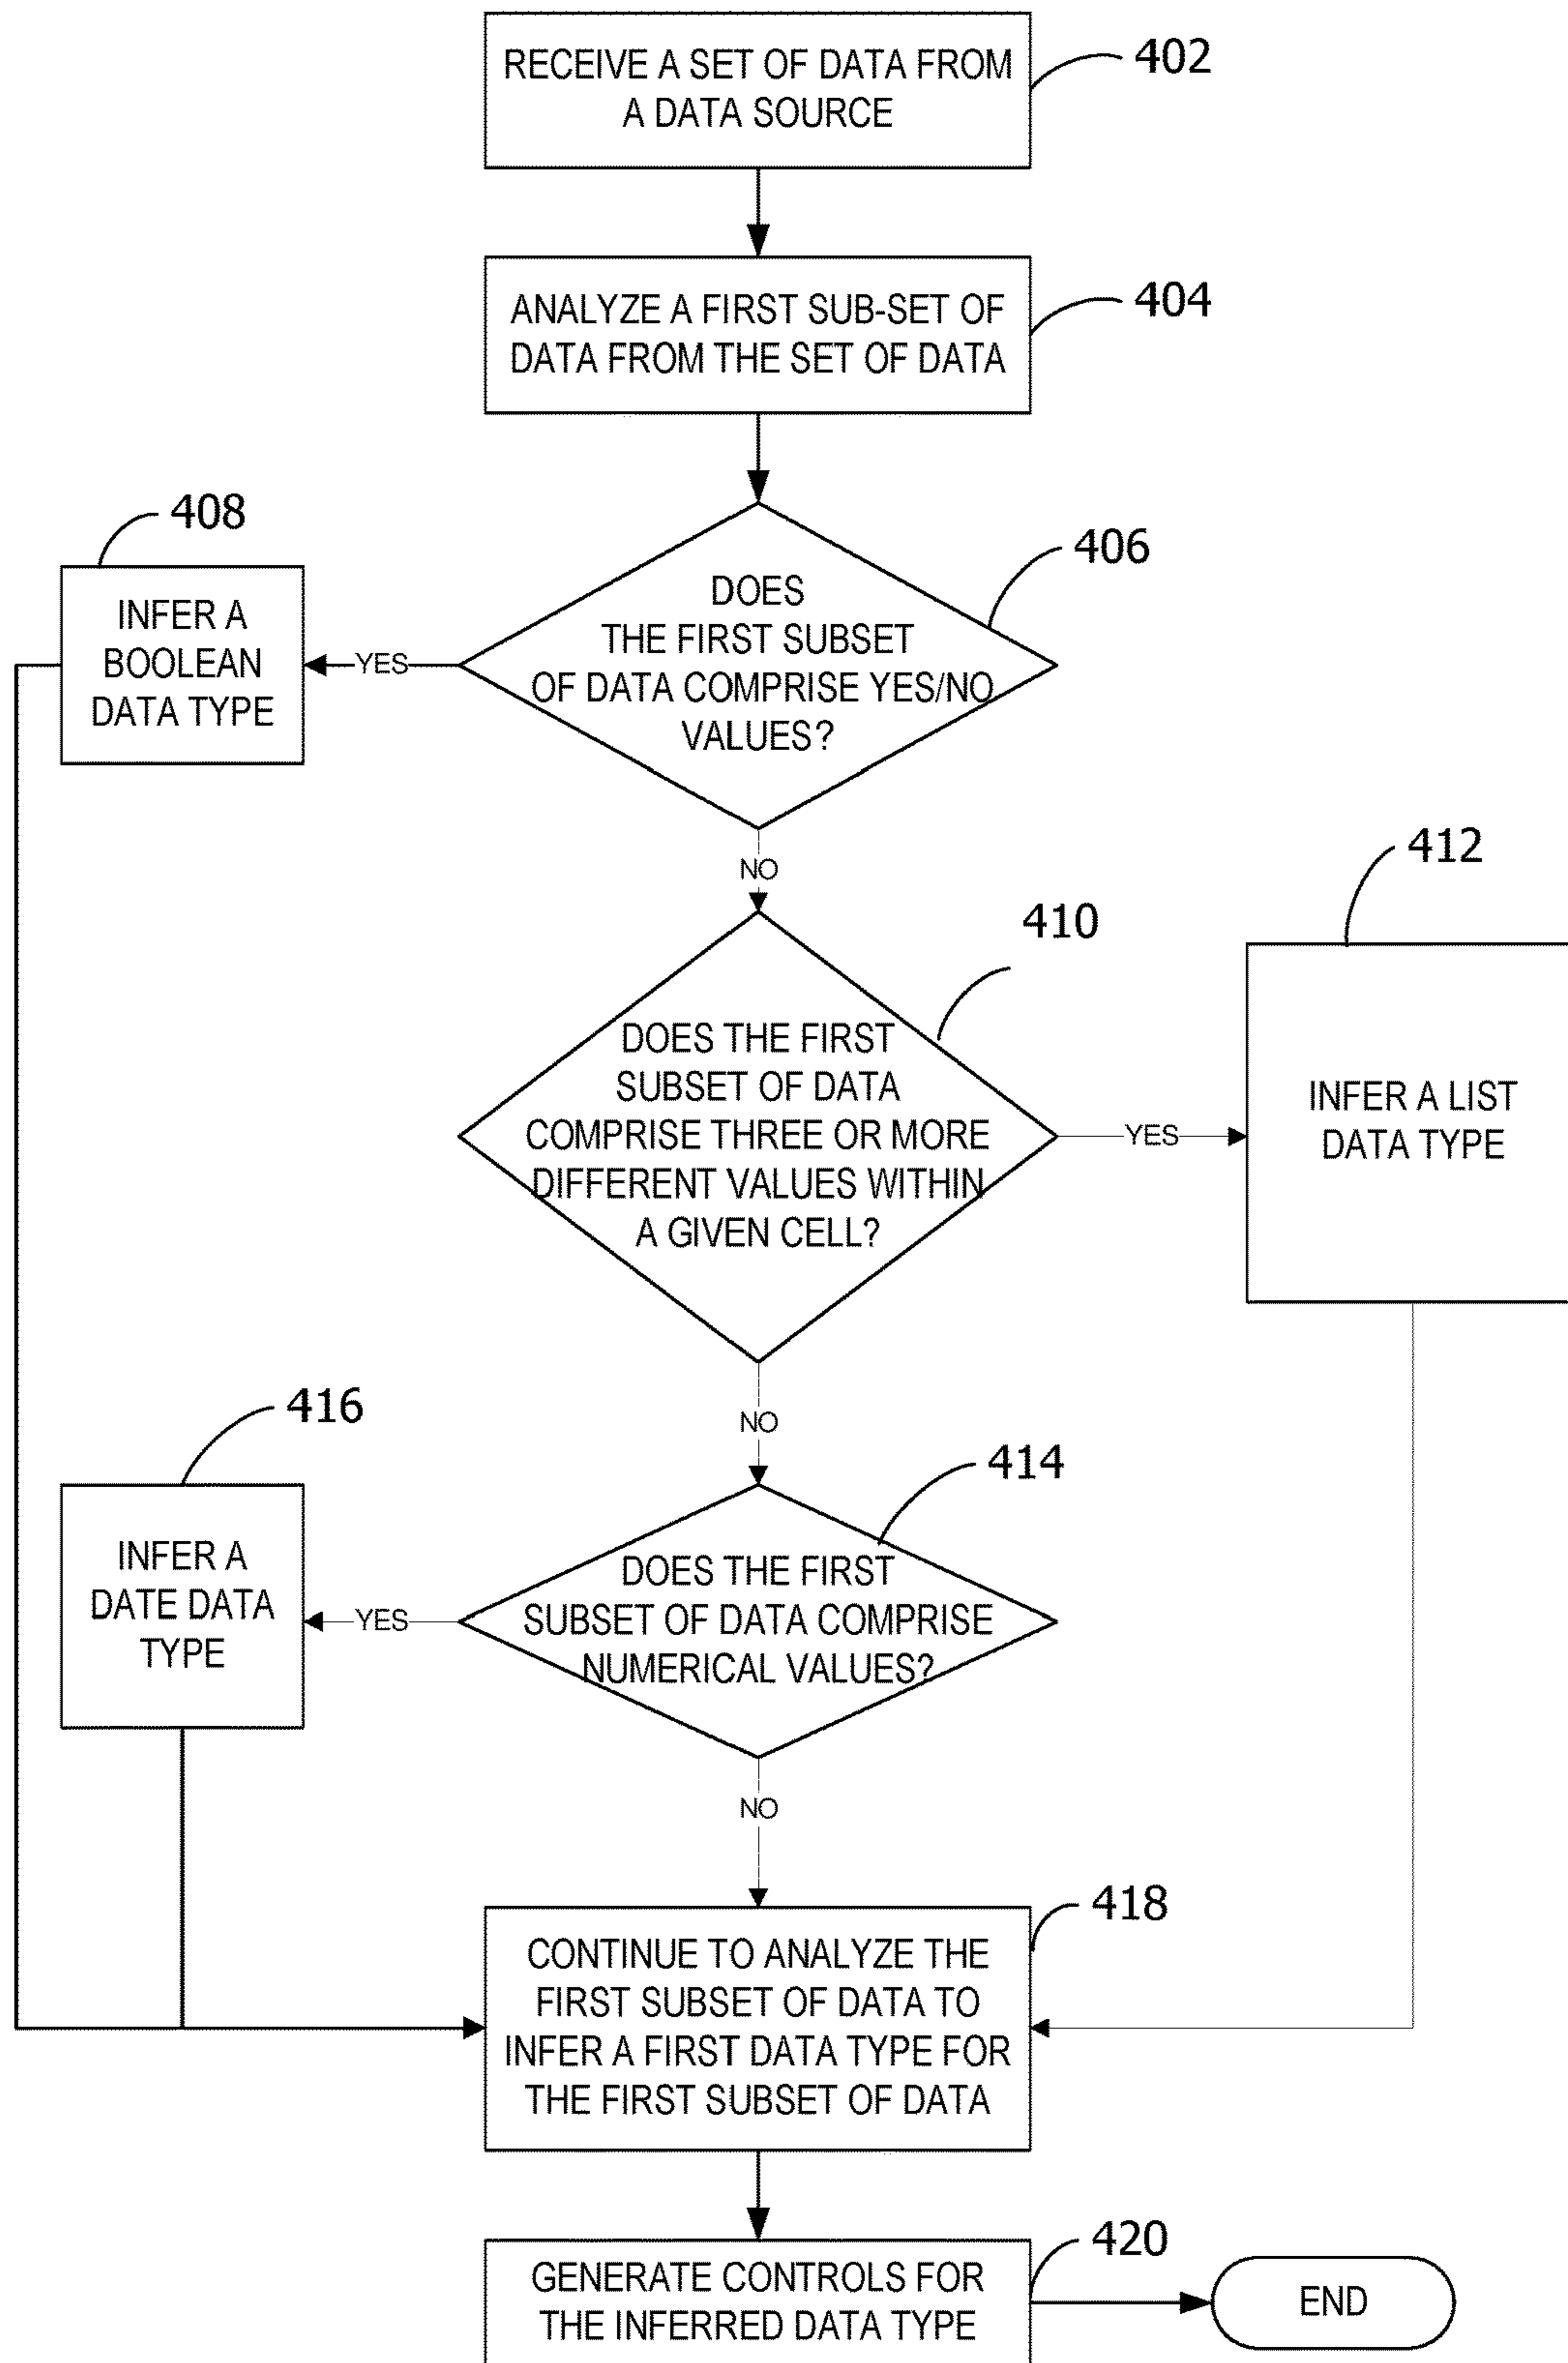 RECEIVE A SET OF DATA FROM
A DATA SOURCE
402
ANALYZE A FIRST SUB-SET OF
DATA FROM THE SET OF DATA
404
408
INFER A
BOOLEAN
DATA TYPE
YES
DOES
THE FIRST SUBSET
OF DATA COMPRISE YES/NO
VALUES?
406
NO
410
DOES THE FIRST
SUBSET OF DATA
COMPRISE THREE OR MORE
DIFFERENT VALUES WITHIN
A GIVEN CELL?
YES
412
INFER A LIST
DATA TYPE
NO
416
INFER A
DATE DATA
TYPE
YES
414
DOES THE FIRST
SUBSET OF DATA COMPRISE
NUMERICAL VALUES?
NO
418
CONTINUE TO ANALYZE THE
FIRST SUBSET OF DATA TO
INFER A FIRST DATA TYPE FOR
THE FIRST SUBSET OF DATA
420
GENERATE CONTROLS FOR
THE INFERRED DATA TYPE
END